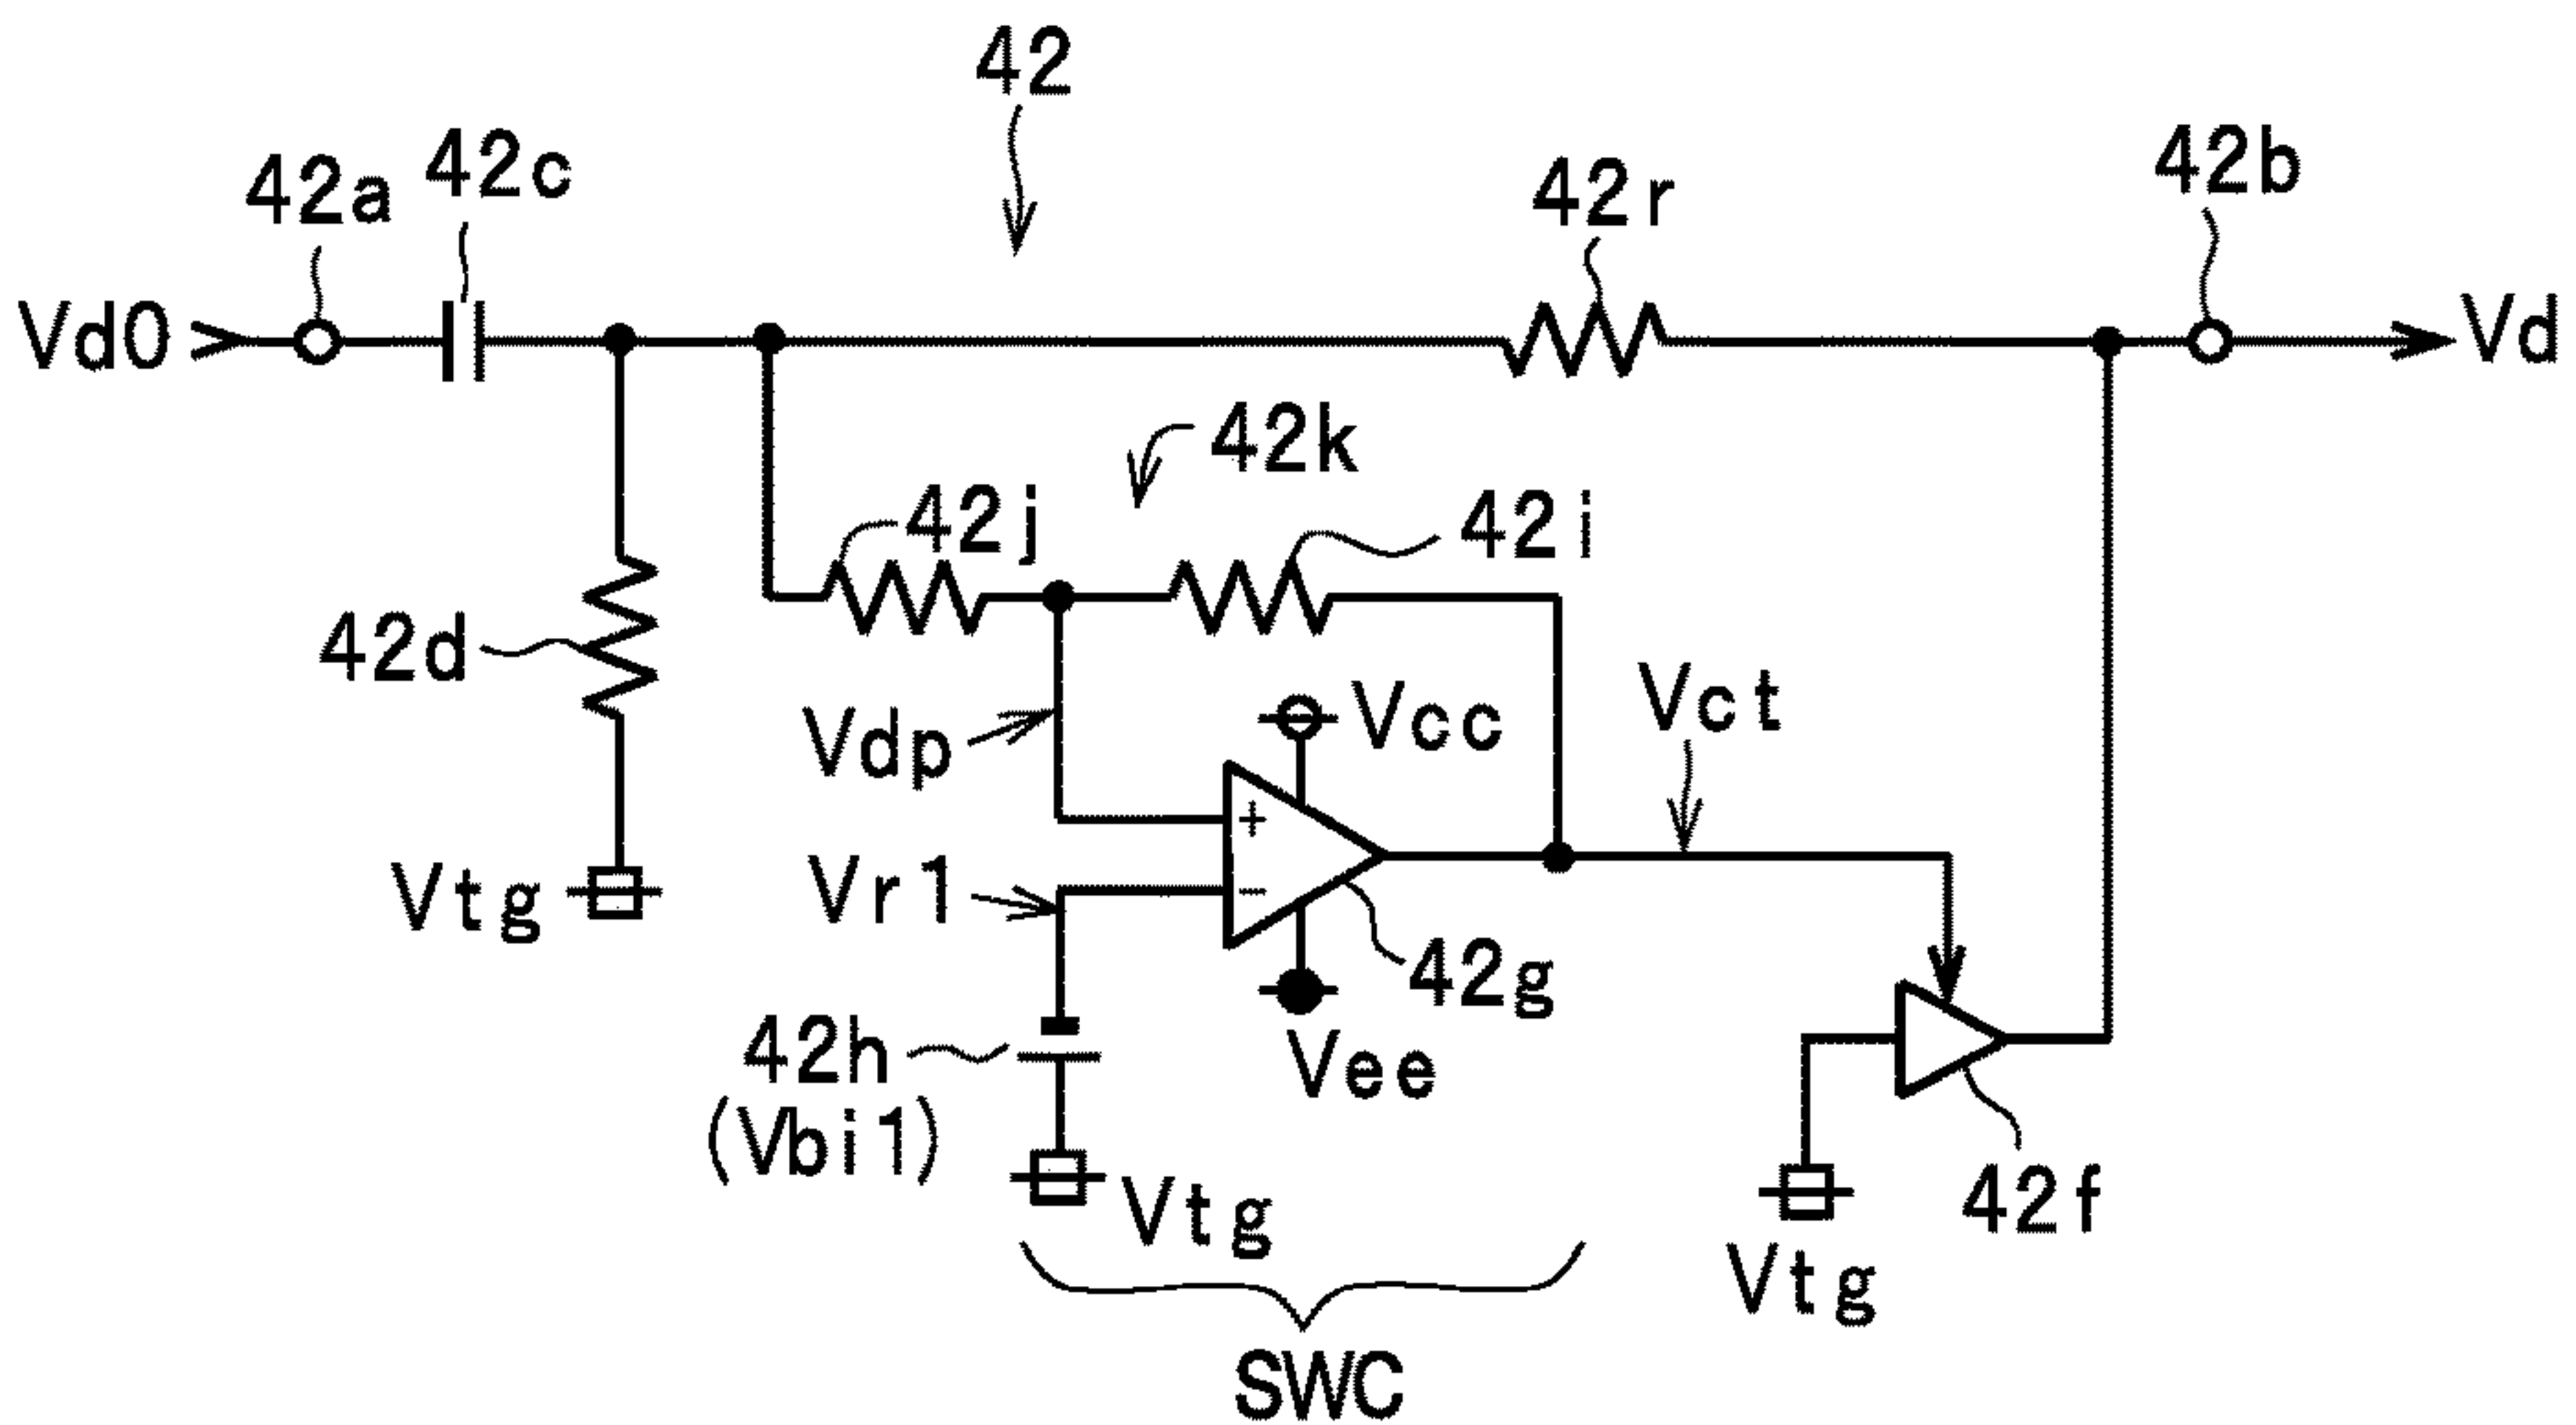 42
42a
42c
42r
42b
Vd0
Vd
42k
42j
42i
42d
Vdp
Vcc
Vct
+
Vr1
Vtg
−
42g
42h
Vee
(Vbi1)
Vtg
42f
Vtg
SWC